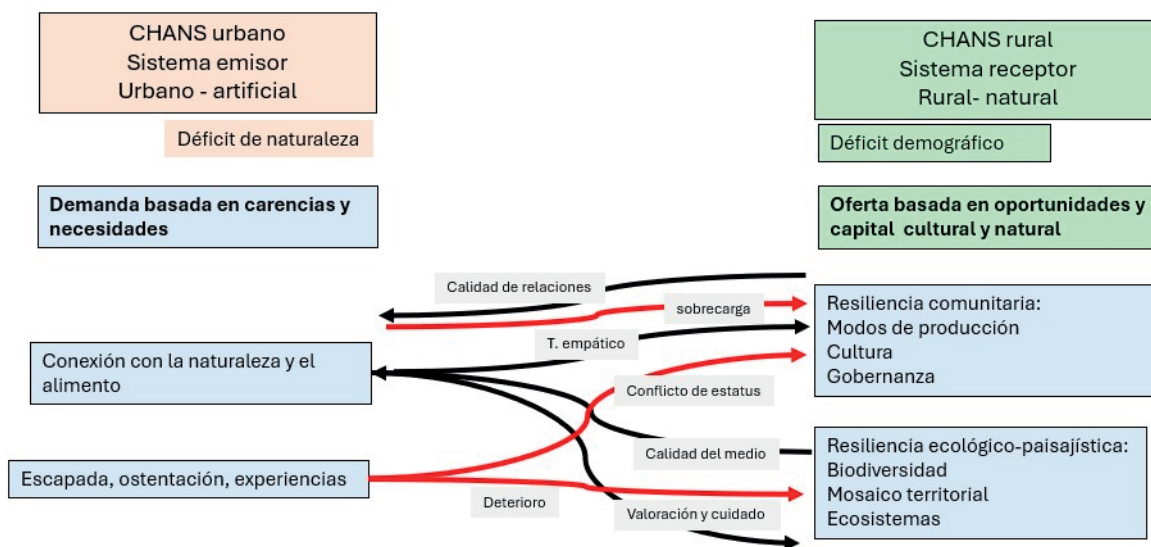 CHANS urbano
Sistema emisor
Urbano - artificial
Déficit de naturaleza
CHANS rural
Sistema receptor
Rural- natural
Déficit demográfico
Demanda basada en carencias y
necesidades
Oferta basada en oportunidades y
capital cultural y natural
Calidad de relaciones
sobrecarga
T. empático
Conflicto de estatus
Calidad del medio
Deterioro
Valoración y cuidado
Conexión con la naturaleza y el
alimento
Escapada, ostentación, experiencias
Resiliencia comunitaria:
Modos de producción
Cultura
Gobernanza
Resiliencia ecológico-paisajística:
Biodiversidad
Mosaico territorial
Ecosistemas